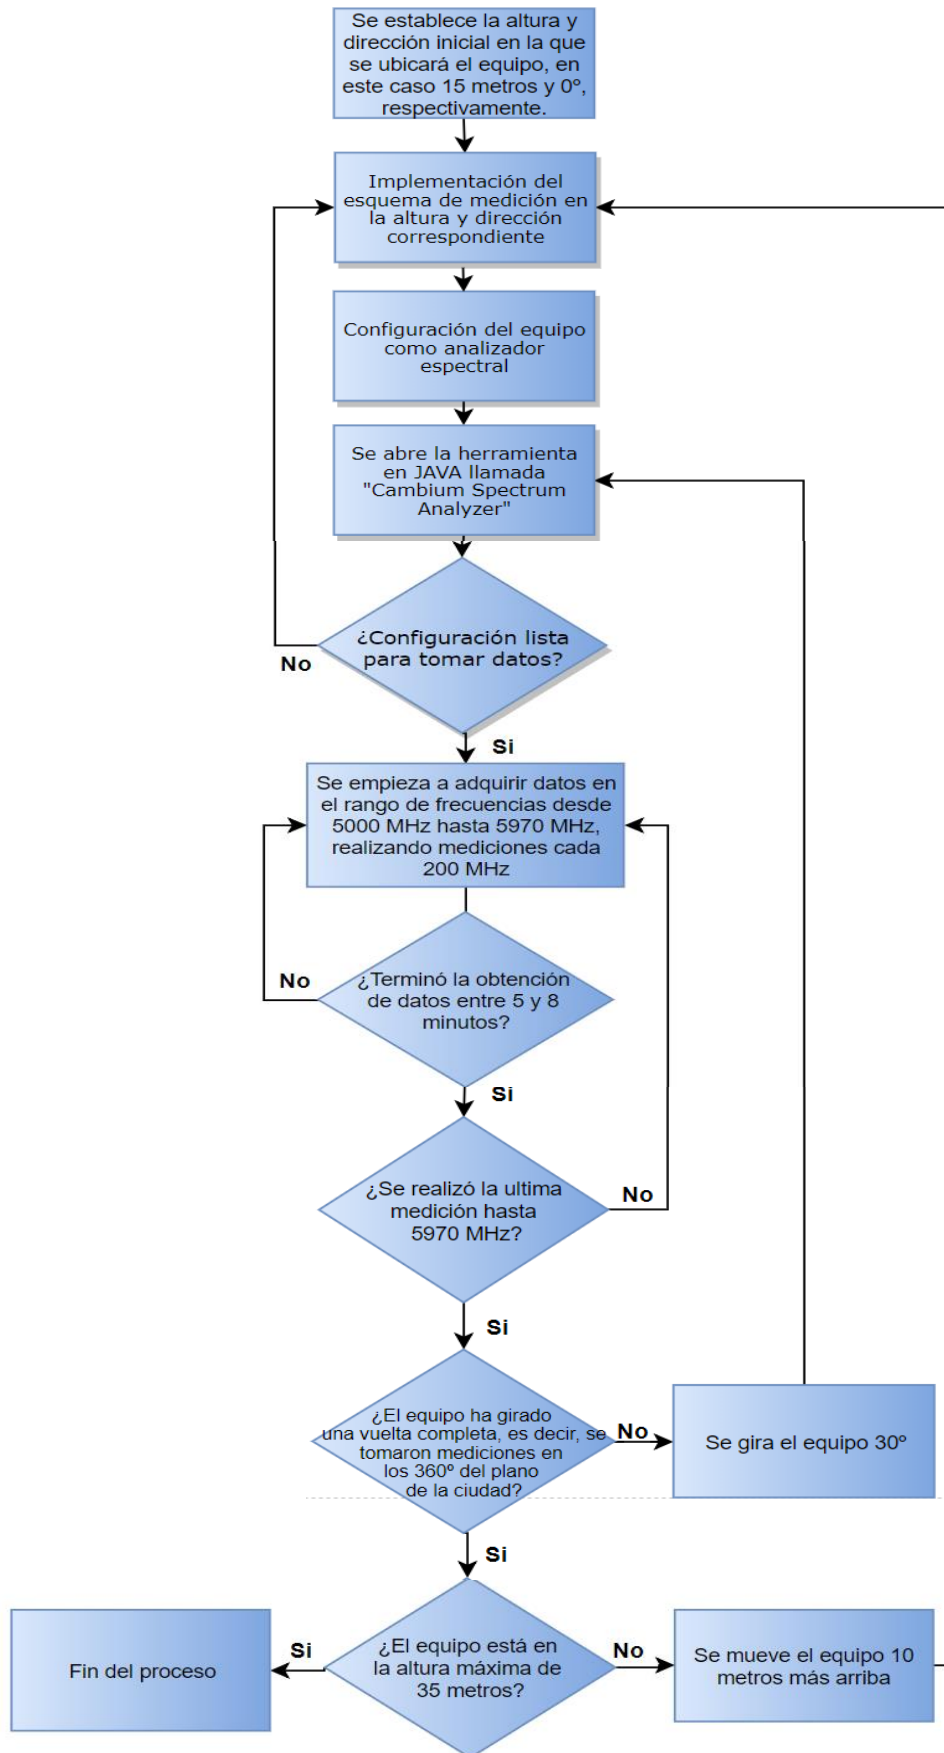 Se establece la altura y
dirección inicial en la que
se ubicará el equipo, en
este caso 15 metros y 0º,
respectivamente.
Implementación del
esquema de medición en
la altura y dirección
correspondiente
Configuración del equipo
como analizador
espectral
Se abre la herramienta
en JAVA llamada
"Cambium Spectrum
Analyzer"
¿Configuración lista
para tomar datos?
No
Si
Se empieza a adquirir datos en
el rango de frecuencias desde
5000 MHz hasta 5970 MHz,
realizando mediciones cada
200 MHz
¿Terminó la obtención
de datos entre 5 y 8
minutos?
No
Si
¿Se realizó la ultima
medición hasta
5970 MHz?
No
Si
¿El equipo ha girado
una vuelta completa, es decir, se
tomaron mediciones en
los 360º del plano
de la ciudad?
No
Se gira el equipo 30º
Si
¿El equipo está en
la altura máxima de
35 metros?
Si
Fin del proceso
No
Se mueve el equipo 10
metros más arriba